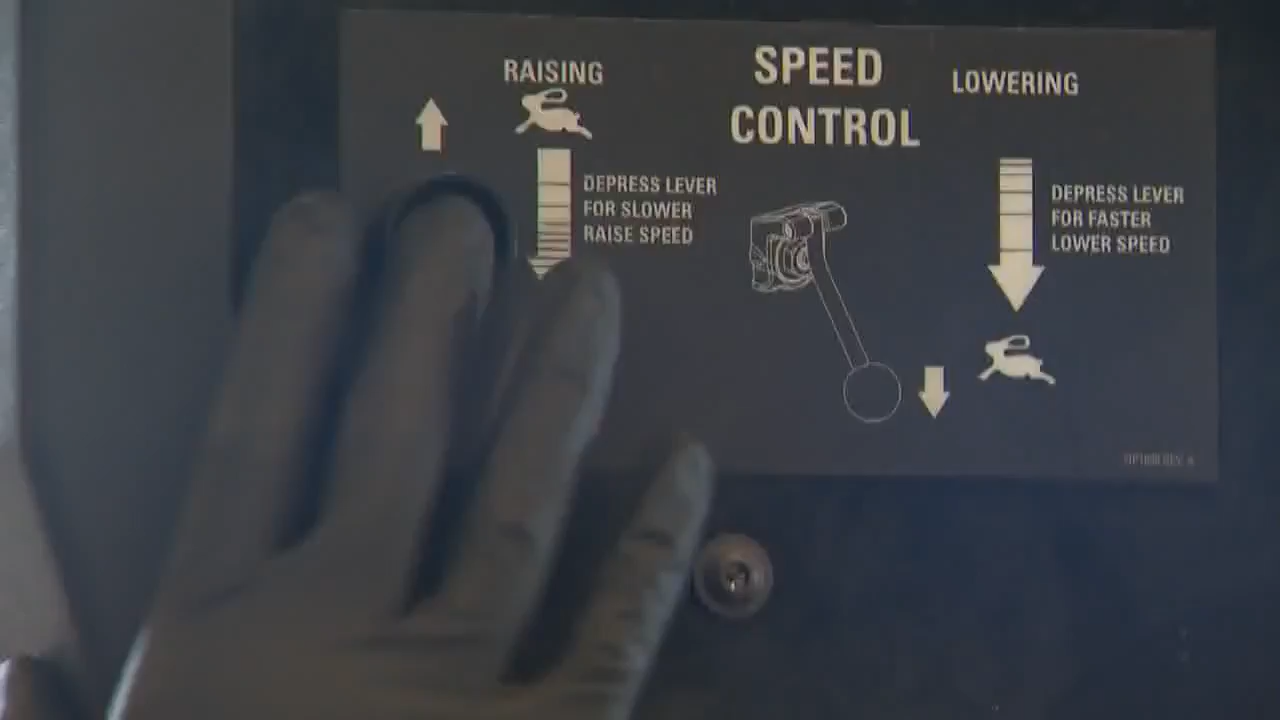 RAISING
DEPRESS LEVER
FOR SLOWER
RAISE SPEED
SPEED
CONTROL
LOWERING
DEPRESS LEVER
FOR FASTER
LOWER SPEED